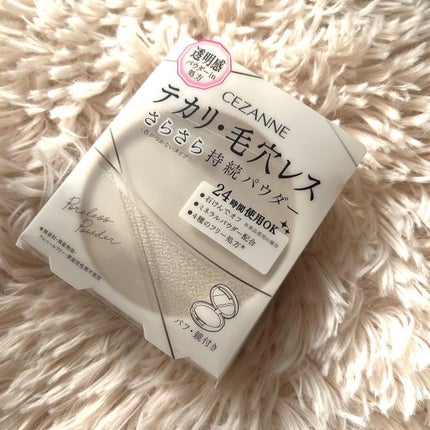 透明感
パウダーin
処方
CEZANNE
テカリ・毛穴レス
さらさら持続パウダー
24時間使用OK
•石けんでオフ
•ミネラルパウダー配合
•4種のフリー処方*
Poreless
Powder
パフ・鏡付き